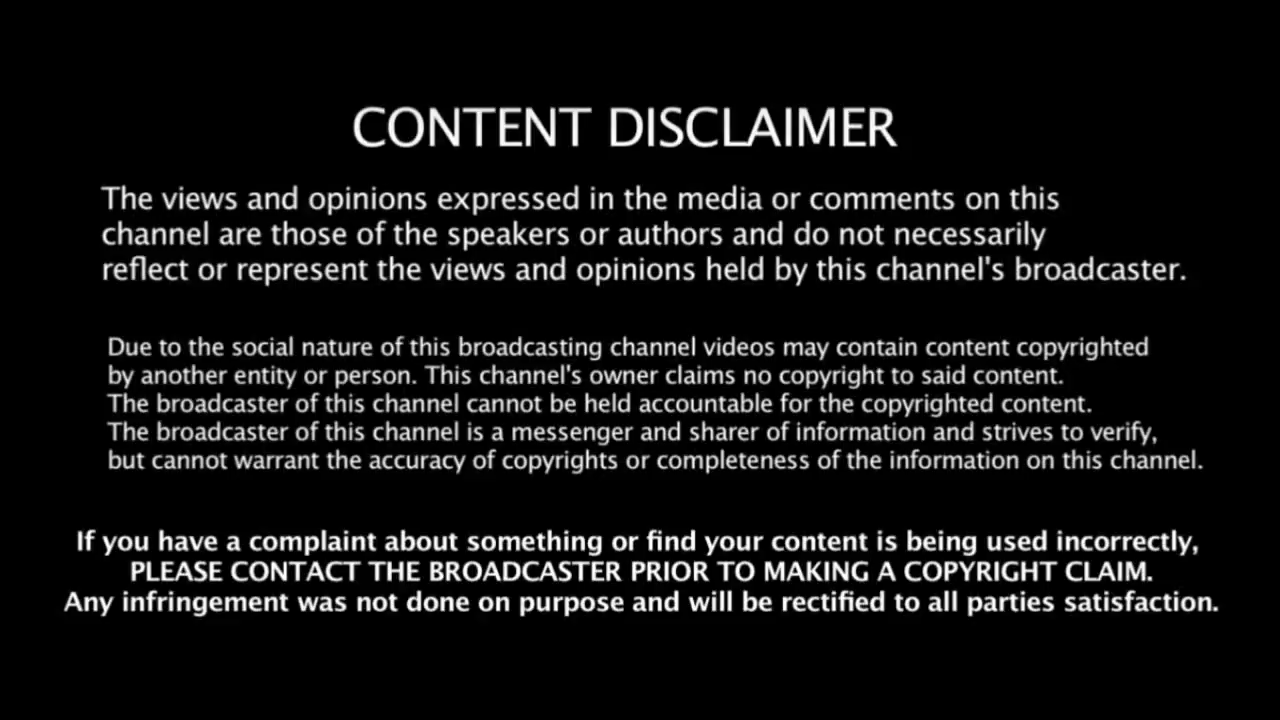 CONTENT DISCLAIMER
The views and opinions expressed in the media or comments on this
channel are those of the speakers or authors and do not necessarily
reflect or represent the views and opinions held by this channel's broadcaster.
Due to the social nature of this broadcasting channel videos may contain content copyrighted
by another entity or person. This channel's owner claims no copyright to said content.
The broadcaster of this channel cannot be held accountable for the copyrighted content.
The broadcaster of this channel is a messenger and sharer of information and strives to verify,
but cannot warrant the accuracy of copyrights or completeness of the information on this channel.
If you have a complaint about something or find your content is being used incorrectly,
PLEASE CONTACT THE BROADCASTER PRIOR TO MAKING A COPYRIGHT CLAIM.
Any infringement was not done on purpose and will be rectified to all parties satisfaction.